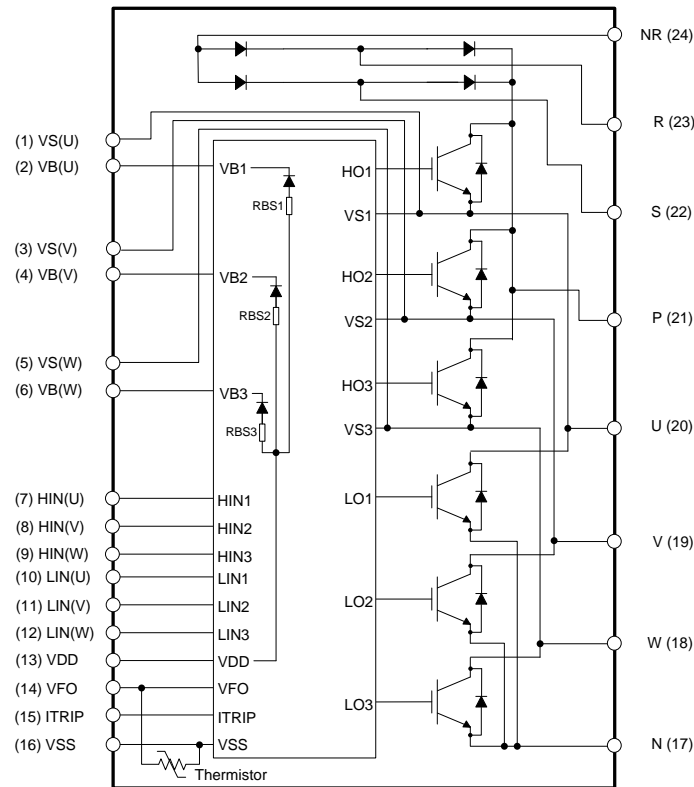 NR (24)
R (23)
(1) VS(U)
(2) VB(U)
VB1
HO1
RBS1
VS1
S (22)
(3) VS(V)
(4) VB(V)
VB2
HO2
RBS2
VS2
P (21)
(5) VS(W)
(6) VB(W)
VB3
HO3
RBS3
VS3
U (20)
(7) HIN(U)
HIN1
LO1
(8) HIN(V)
HIN2
V (19)
(9) HIN(W)
HIN3
(10) LIN(U)
LIN1
(11) LIN(V)
LIN2
LO2
(12) LIN(W)
LIN3
W (18)
(13) VDD
VDD
(14) VFO
VFO
LO3
(15) ITRIP
ITRIP
(16) VSS
VSS
N (17)
Thermistor